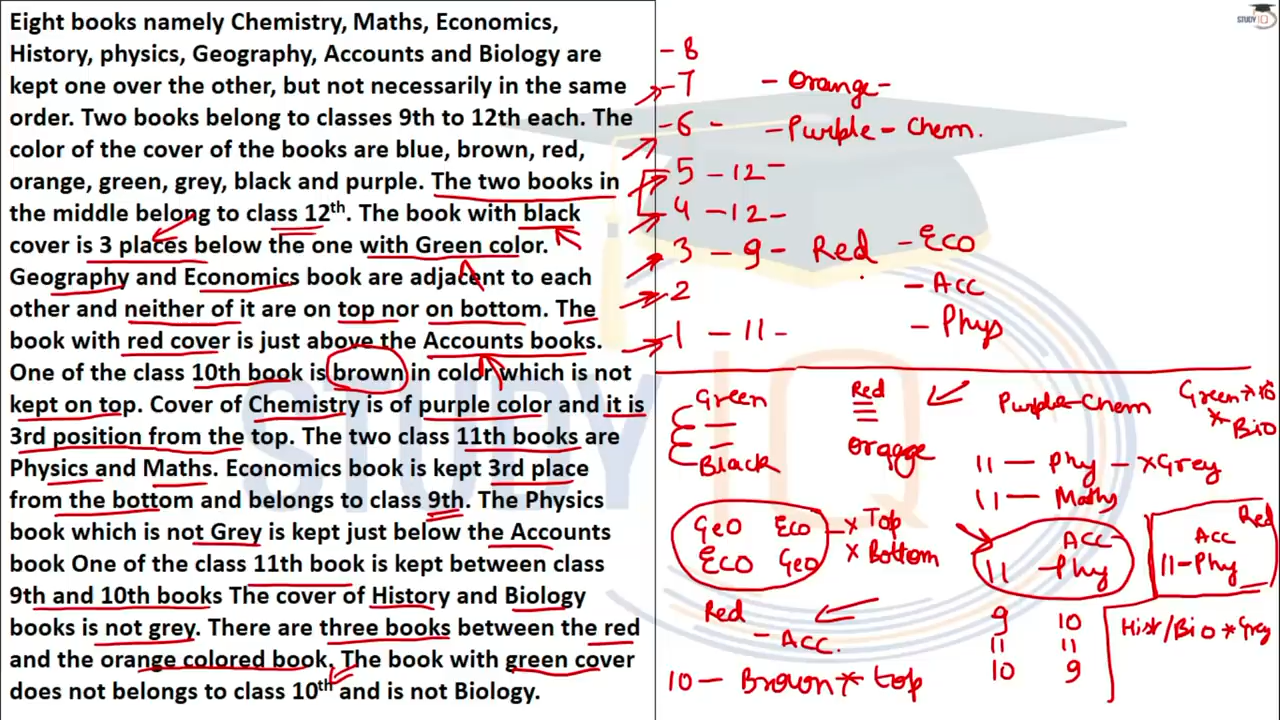 Eight books namely Chemistry, Maths, Economics,
History, physics, Geography, Accounts and Biology are
kept one over the other, but not necessarily in the same
order. Two books belong to classes 9th to 12th each. The
color of the cover of the books are blue, brown, red,
orange, green, grey, black and purple. The two books in
the middle belong to class 12th. The book with black
cover is 3 places below the one with Green color.
Geography and Economics book are adjacent to each
other and neither of it are on top nor on bottom. The
book with red cover is just above the Accounts books.
One of the class 10th book is brown in color which is not
kept on top. Cover of Chemistry is of purple color and it is
3rd position from the top. The two class 11th books are
Physics and Maths. Economics book is kept 3rd place
from the bottom and belongs to class 9th. The Physics
book which is not Grey is kept just below the Accounts
book One of the class 11th book is kept between class
9th and 10th books The cover of History and Biology
books is not grey. There are three books between the red
and the orange colored book. The book with green cover
does not belongs to class 10th and is not Biology.
STUDY IQ
- 8
- 7 - Orange -
- 6 - - Purple - Chem.
5 - 12 -
4 - 12 -
3 - 9 - Red - Eco
2 - Acc
1 - 11 - - Phys
Green
Black
Red
Orange
Purple - Chem
Green * 10
* Bio
11 - Phy - x Grey
11 - Maths
Geo Eco - x Top
Eco Geo x Bottom
Acc
11 - Phy
Red
Acc
11 - Phy
Red
- Acc.
10 - Brown * top
9 10
11 11
10 9
Hist/Bio * Grey
STUDY IQ